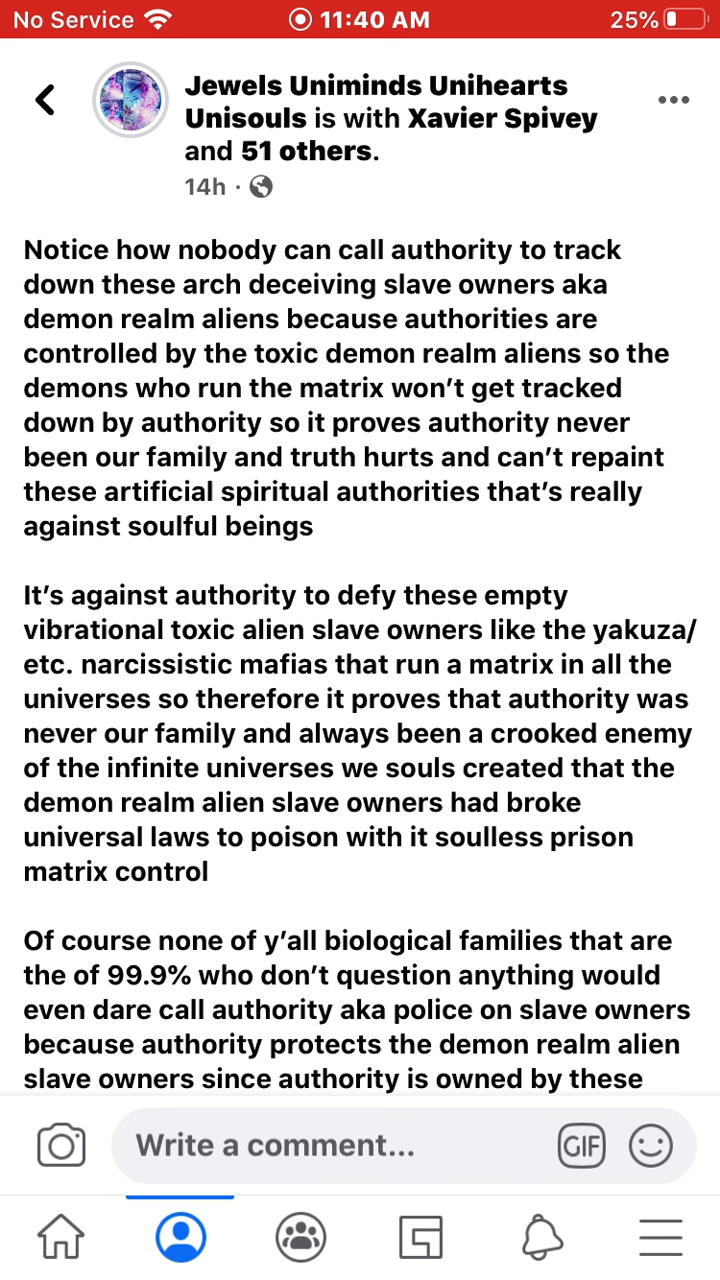 No Service 11:40 AM 25%
Jewels Uniminds Unihearts
Unisouls is with Xavier Spivey
and 51 others.
14h ·
Notice how nobody can call authority to track
down these arch deceiving slave owners aka
demon realm aliens because authorities are
controlled by the toxic demon realm aliens so the
demons who run the matrix won’t get tracked
down by authority so it proves authority never
been our family and truth hurts and can’t repaint
these artificial spiritual authorities that’s really
against soulful beings
It’s against authority to defy these empty
vibrational toxic alien slave owners like the yakuza/
etc. narcissistic mafias that run a matrix in all the
universes so therefore it proves that authority was
never our family and always been a crooked enemy
of the infinite universes we souls created that the
demon realm alien slave owners had broke
universal laws to poison with it soulless prison
matrix control
Of course none of y’all biological families that are
the of 99.9% who don’t question anything would
even dare call authority aka police on slave owners
because authority protects the demon realm alien
slave owners since authority is owned by these
Write a comment... GIF